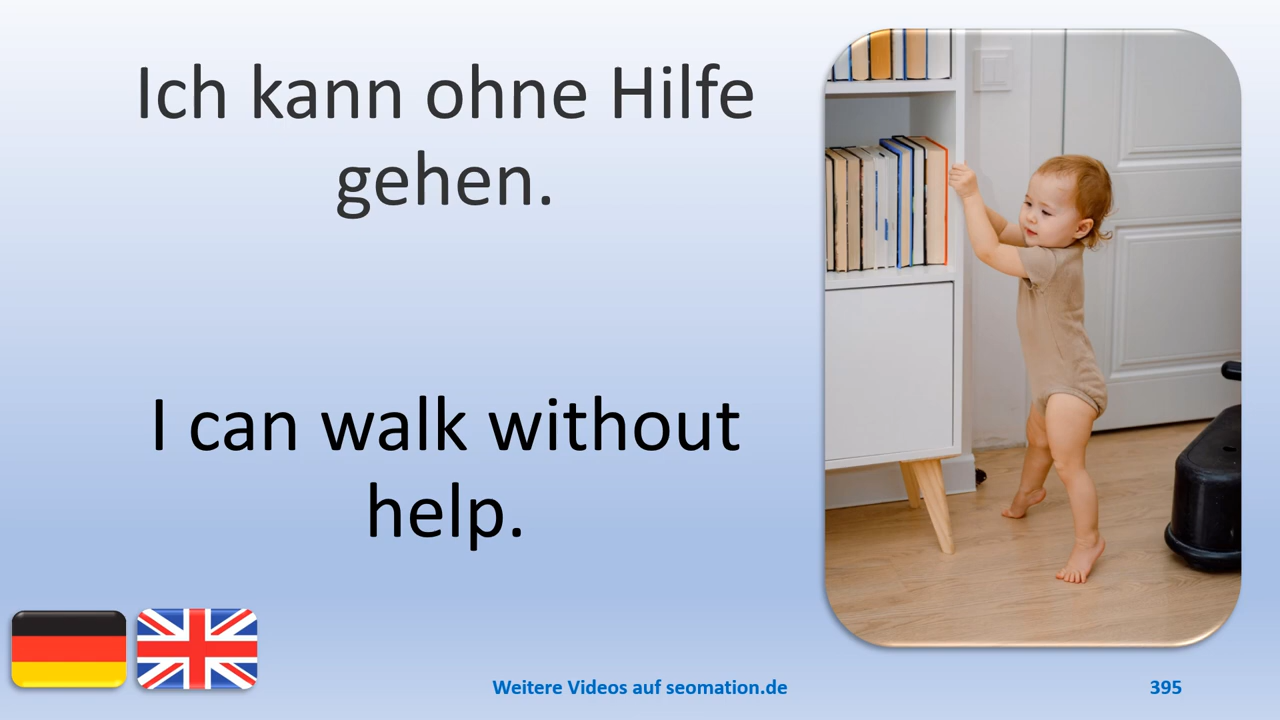 Ich kann ohne Hilfe
gehen.
I can walk without
help.
Weitere Videos auf seomation.de
395